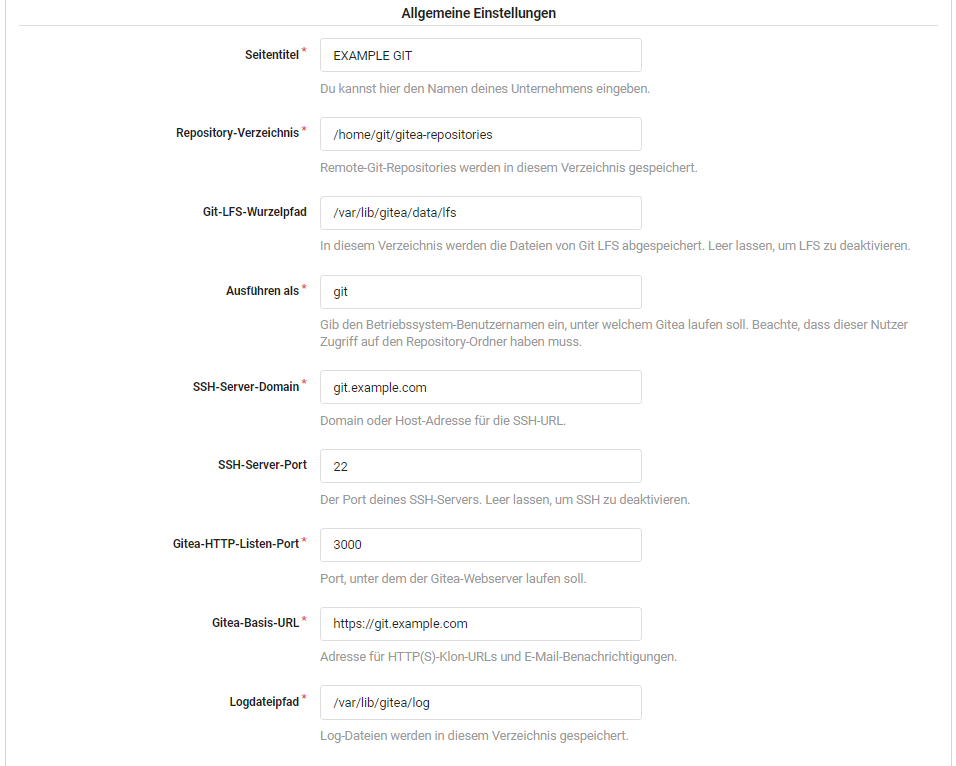 Allgemeine Einstellungen
Seitentitel *
EXAMPLE GIT
Du kannst hier den Namen deines Unternehmens eingeben.
Repository-Verzeichnis *
/home/git/gitea-repositories
Remote-Git-Repositories werden in diesem Verzeichnis gespeichert.
Git-LFS-Wurzelpfad
/var/lib/gitea/data/lfs
In diesem Verzeichnis werden die Dateien von Git LFS abgespeichert. Leer lassen, um LFS zu deaktivieren.
Ausführen als *
git
Gib den Betriebssystem-Benutzernamen ein, unter welchem Gitea laufen soll. Beachte, dass dieser Nutzer
Zugriff auf den Repository-Ordner haben muss.
SSH-Server-Domain *
git.example.com
Domain oder Host-Adresse für die SSH-URL.
SSH-Server-Port
22
Der Port deines SSH-Servers. Leer lassen, um SSH zu deaktivieren.
Gitea-HTTP-Listen-Port *
3000
Port, unter dem der Gitea-Webserver laufen soll.
Gitea-Basis-URL *
https://git.example.com
Adresse für HTTP(S)-Klon-URLs und E-Mail-Benachrichtigungen.
Logdateipfad *
/var/lib/gitea/log
Log-Dateien werden in diesem Verzeichnis gespeichert.